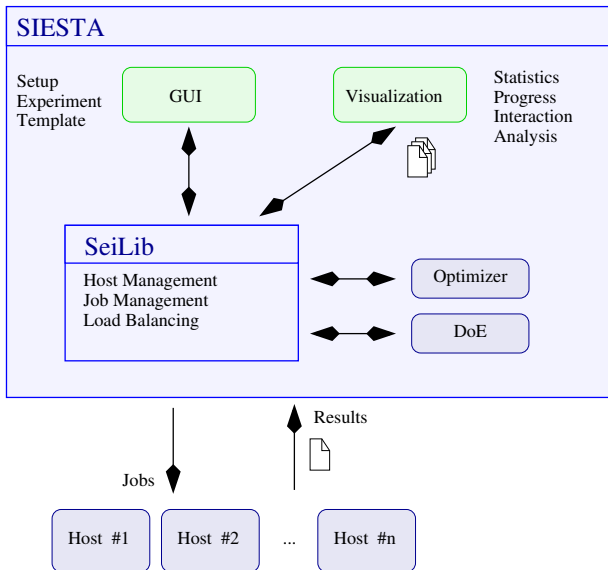 SIESTA
Setup
Experiment
Template
GUI
Visualization
Statistics
Progress
Interaction
Analysis
SeiLib
Host Management
Job Management
Load Balancing
Optimizer
DoE
Results
Jobs
Host #1
Host #2
...
Host #n